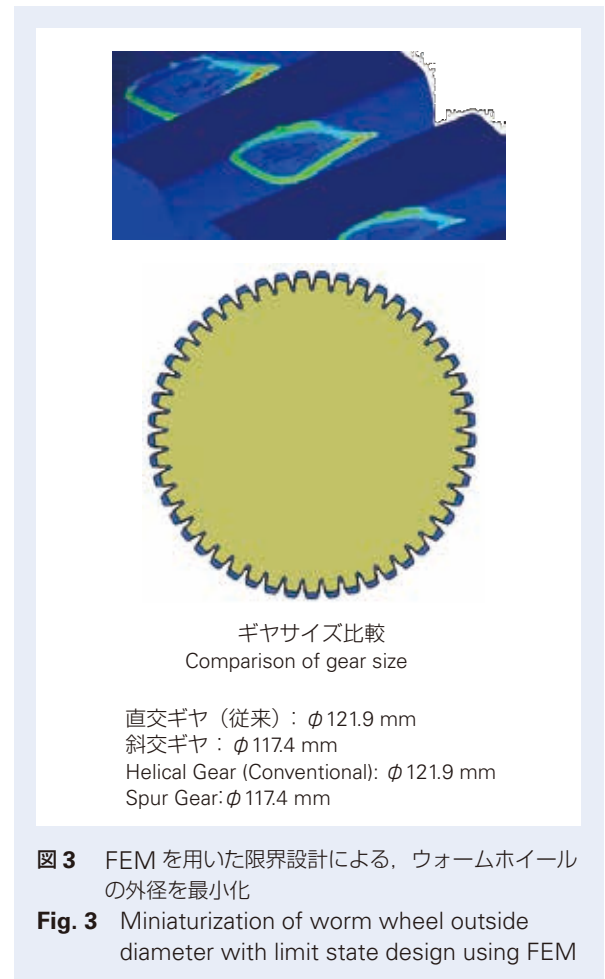 ギヤサイズ比較
Comparison of gear size
直交ギヤ（従来）：φ121.9 mm
斜交ギヤ：φ117.4 mm
Helical Gear (Conventional): φ121.9 mm
Spur Gear:φ117.4 mm
図3 FEM を用いた限界設計による，ウォームホイール
の外径を最小化
Fig. 3 Miniaturization of worm wheel outside
diameter with limit state design using FEM